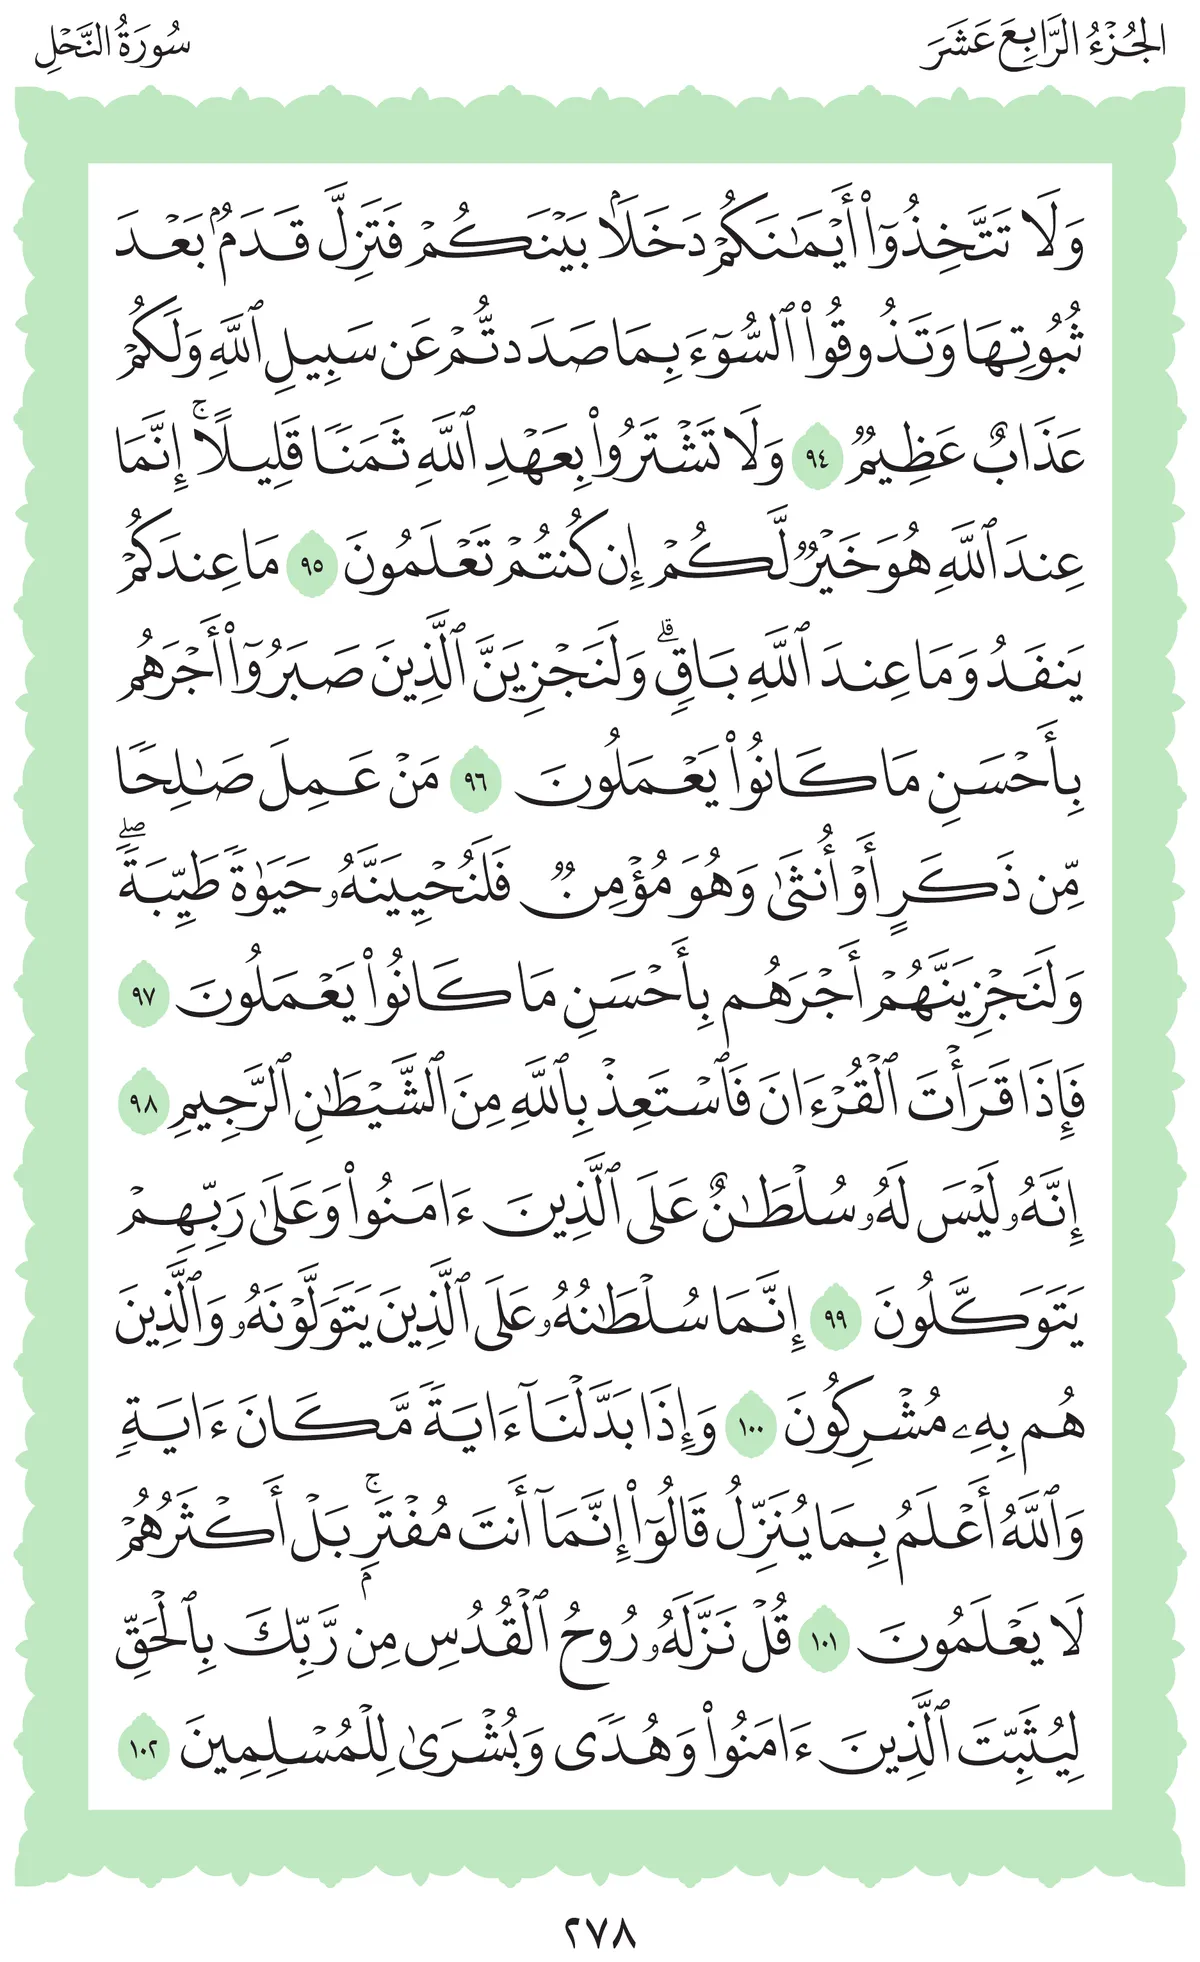 الجُزْءُ الرَّابِعَ عَشَرَ
سُورَةُ النَّحْلِ
وَلَا تَتَّخِذُوٓا۟ أَيْمَـٰنَكُمْ دَخَلًۢا بَيْنَكُمْ فَتَزِلَّ قَدَمٌۢ بَعْدَ
ثُبُوتِهَا وَتَذُوقُوا۟ ٱلسُّوٓءَ بِمَا صَدَدتُّمْ عَن سَبِيلِ ٱللَّهِ وَلَكُمْ
عَذَابٌ عَظِيمٌ ٩٤ وَلَا تَشْتَرُوا۟ بِعَهْدِ ٱللَّهِ ثَمَنًا قَلِيلًا ۚ إِنَّمَا
عِندَ ٱللَّهِ هُوَ خَيْرٌ لَّكُمْ إِن كُنتُمْ تَعْلَمُونَ ٩٥ مَا عِندَكُمْ
يَنفَدُ وَمَا عِندَ ٱللَّهِ بَاقٍ ۗ وَلَنَجْزِيَنَّ ٱلَّذِينَ صَبَرُوٓا۟ أَجْرَهُم
بِأَحْسَنِ مَا كَانُوا۟ يَعْمَلُونَ ٩٦ مَنْ عَمِلَ صَـٰلِحًا
مِّن ذَكَرٍ أَوْ أُنثَىٰ وَهُوَ مُؤْمِنٌ فَلَنُحْيِيَنَّهُۥ حَيَوٰةً طَيِّبَةً ۖ
وَلَنَجْزِيَنَّهُمْ أَجْرَهُم بِأَحْسَنِ مَا كَانُوا۟ يَعْمَلُونَ ٩٧
فَإِذَا قَرَأْتَ ٱلْقُرْءَانَ فَٱسْتَعِذْ بِٱللَّهِ مِنَ ٱلشَّيْطَـٰنِ ٱلرَّجِيمِ ٩٨
إِنَّهُۥ لَيْسَ لَهُۥ سُلْطَـٰنٌ عَلَى ٱلَّذِينَ ءَامَنُوا۟ وَعَلَىٰ رَبِّهِمْ
يَتَوَكَّلُونَ ٩٩ إِنَّمَا سُلْطَـٰنُهُۥ عَلَى ٱلَّذِينَ يَتَوَلَّوْنَهُۥ وَٱلَّذِينَ
هُم بِهِۦ مُشْرِكُونَ ١٠٠ وَإِذَا بَدَّلْنَآ ءَايَةً مَّكَانَ ءَايَةٍ
وَٱللَّهُ أَعْلَمُ بِمَا يُنَزِّلُ قَالُوٓا۟ إِنَّمَآ أَنتَ مُفْتَرٍۭ ۚ بَلْ أَكْثَرُهُمْ
لَا يَعْلَمُونَ ١٠١ قُلْ نَزَّلَهُۥ رُوحُ ٱلْقُدُسِ مِن رَّبِّكَ بِٱلْحَقِّ
لِيُثَبِّتَ ٱلَّذِينَ ءَامَنُوا۟ وَهُدًى وَبُشْرَىٰ لِلْمُسْلِمِينَ ١٠٢
٢٧٨